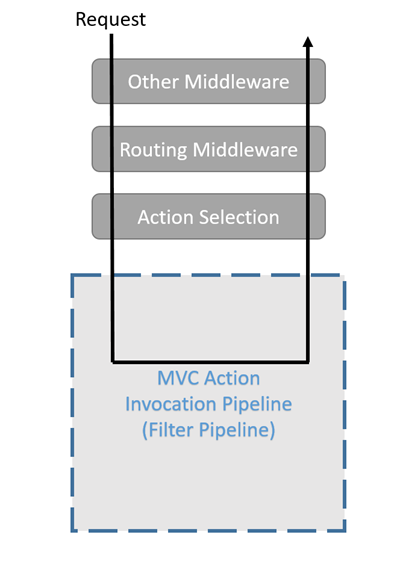 Request
Other Middleware
Routing Middleware
Action Selection
MVC Action
Invocation Pipeline
(Filter Pipeline)